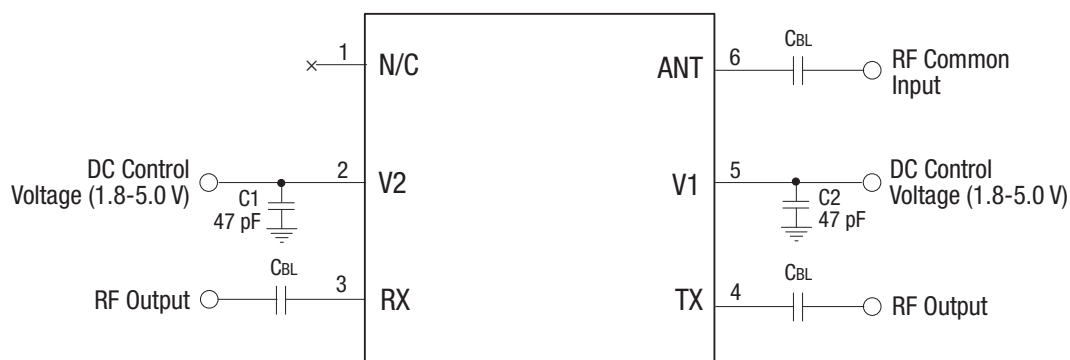 1
N/C
ANT
6
CBL
RF Common
Input
DC Control
Voltage (1.8-5.0 V)
2
V2
C1
47 pF
V1
5
C2
47 pF
DC Control
Voltage (1.8-5.0 V)
RF Output
CBL
3
RX
TX
4
CBL
RF Output